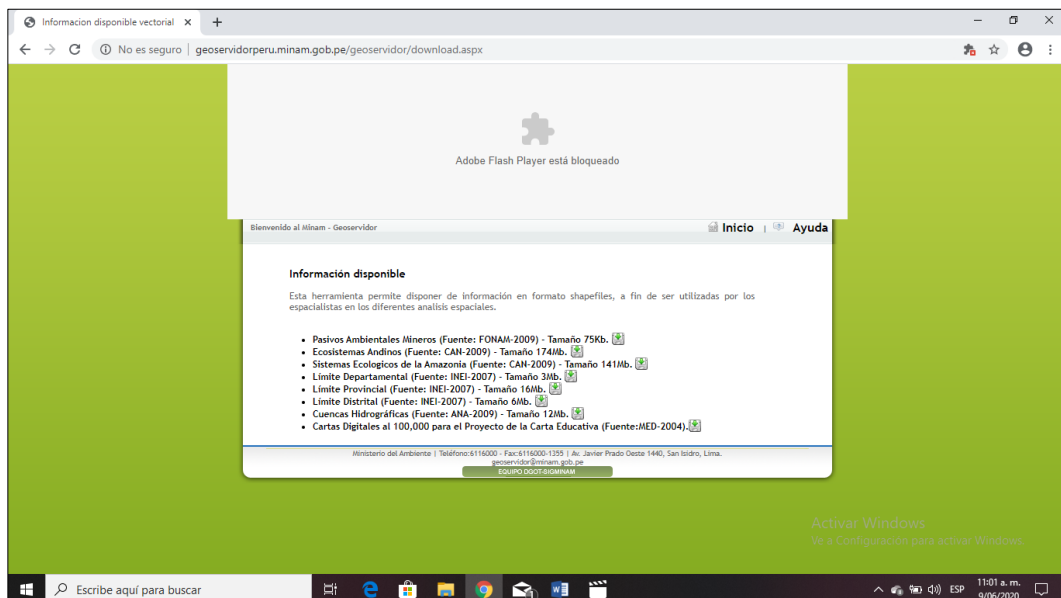 Informacion disponible vectorial
No es seguro | geoservidorperu.minam.gob.pe/geoservidor/download.aspx
Adobe Flash Player está bloqueado
Bienvenido al Minam - Geoservidor
Inicio | Ayuda
Información disponible
Esta herramienta permite disponer de información en formato shapefiles, a fin de ser utilizadas por los
espacialistas en los diferentes analisis espaciales.
• Pasivos Ambientales Mineros (Fuente: FONAM-2009) - Tamaño 75Kb.
• Ecosistemas Andinos (Fuente: CAN-2009) - Tamaño 174Mb.
• Sistemas Ecologicos de la Amazonía (Fuente: CAN-2009) - Tamaño 141Mb.
• Límite Departamental (Fuente: INEI-2007) - Tamaño 3Mb.
• Límite Provincial (Fuente: INEI-2007) - Tamaño 16Mb.
• Límite Distrital (Fuente: INEI-2007) - Tamaño 6Mb.
• Cuencas Hidrográficas (Fuente: ANA-2009) - Tamaño 12Mb.
• Cartas Digitales al 100,000 para el Proyecto de la Carta Educativa (Fuente:MED-2004).
Ministerio del Ambiente | Teléfono:6116000 - Fax:6116000-1355 | Av. Javier Prado Oeste 1440, San Isidro, Lima.
geoservidor@minam.gob.pe
EQUIPO DGOT-SIGMINAM
Activar Windows
Ve a Configuración para activar Windows.
Escribe aquí para buscar
ESP
11:01 a. m.
9/06/2020